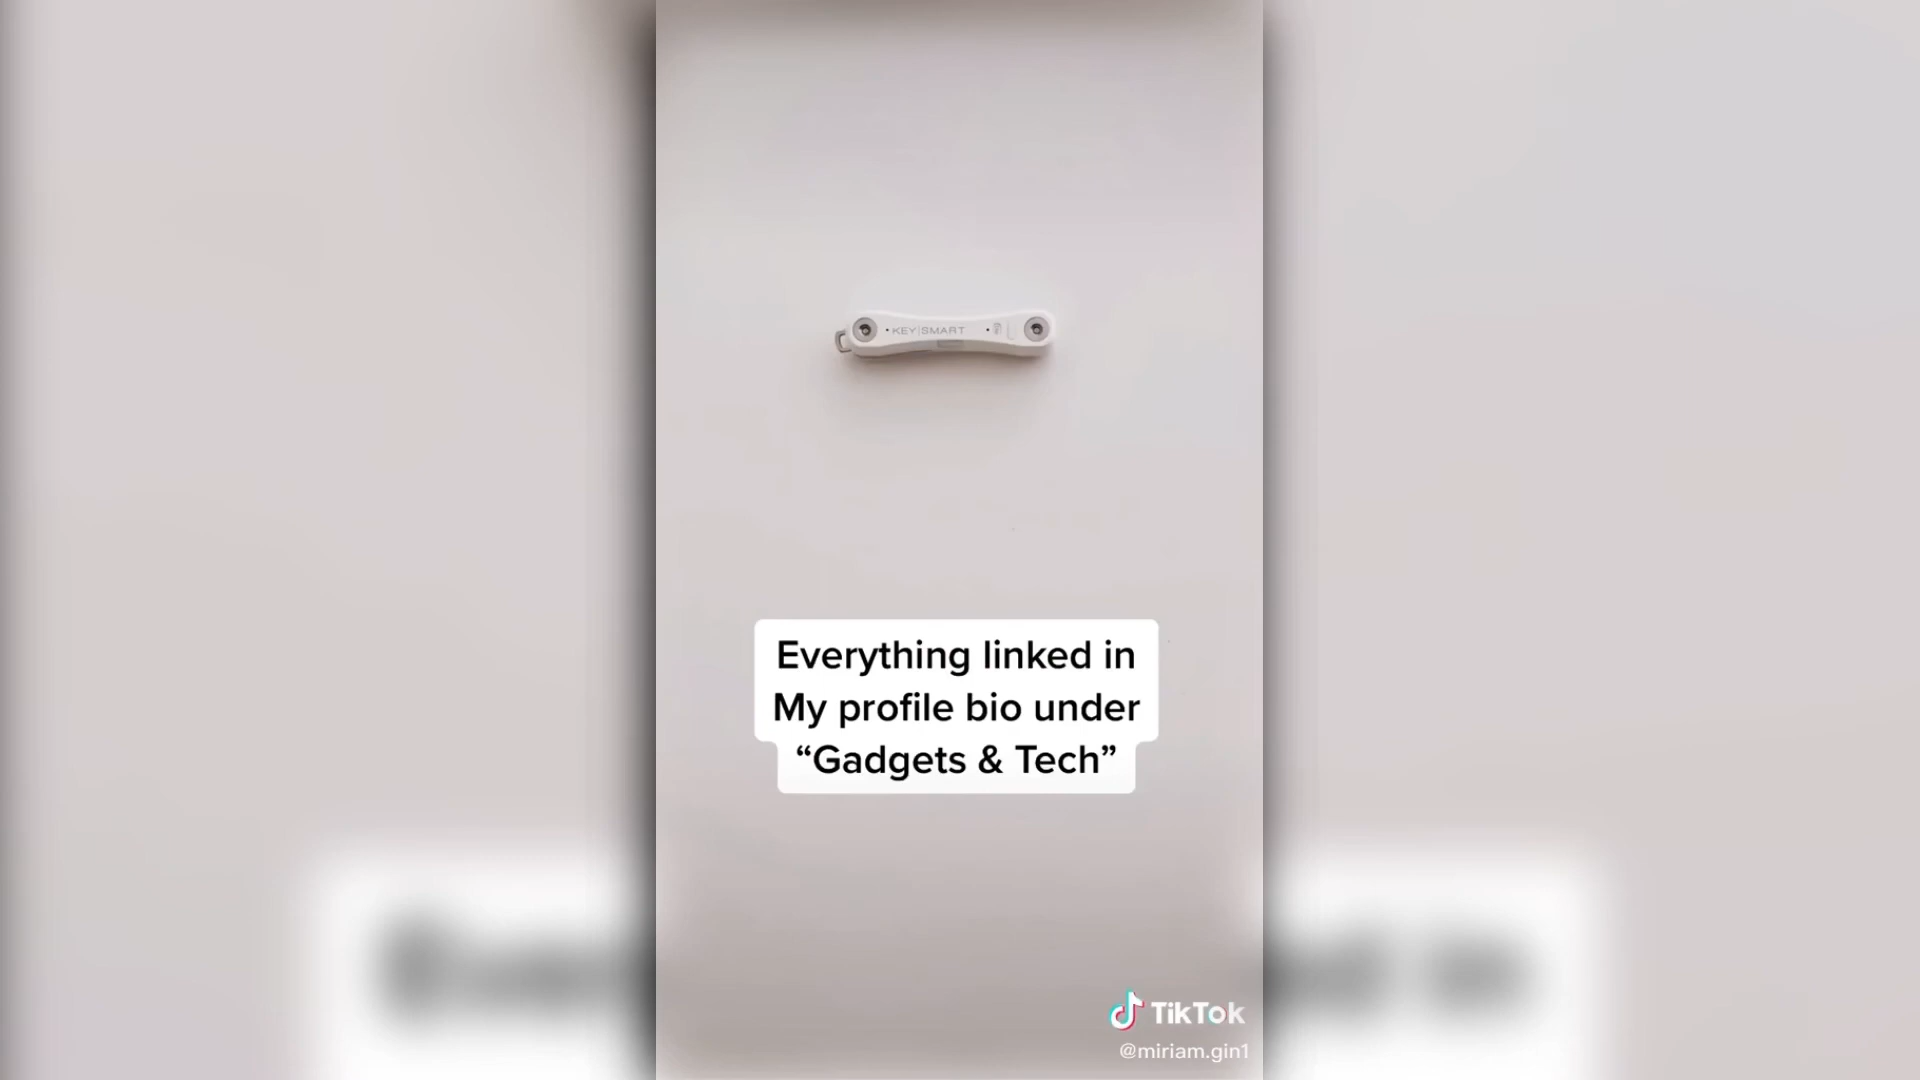 KEY|SMART
Everything linked in
My profile bio under
“Gadgets & Tech”
TikTok
@miriam.gin1